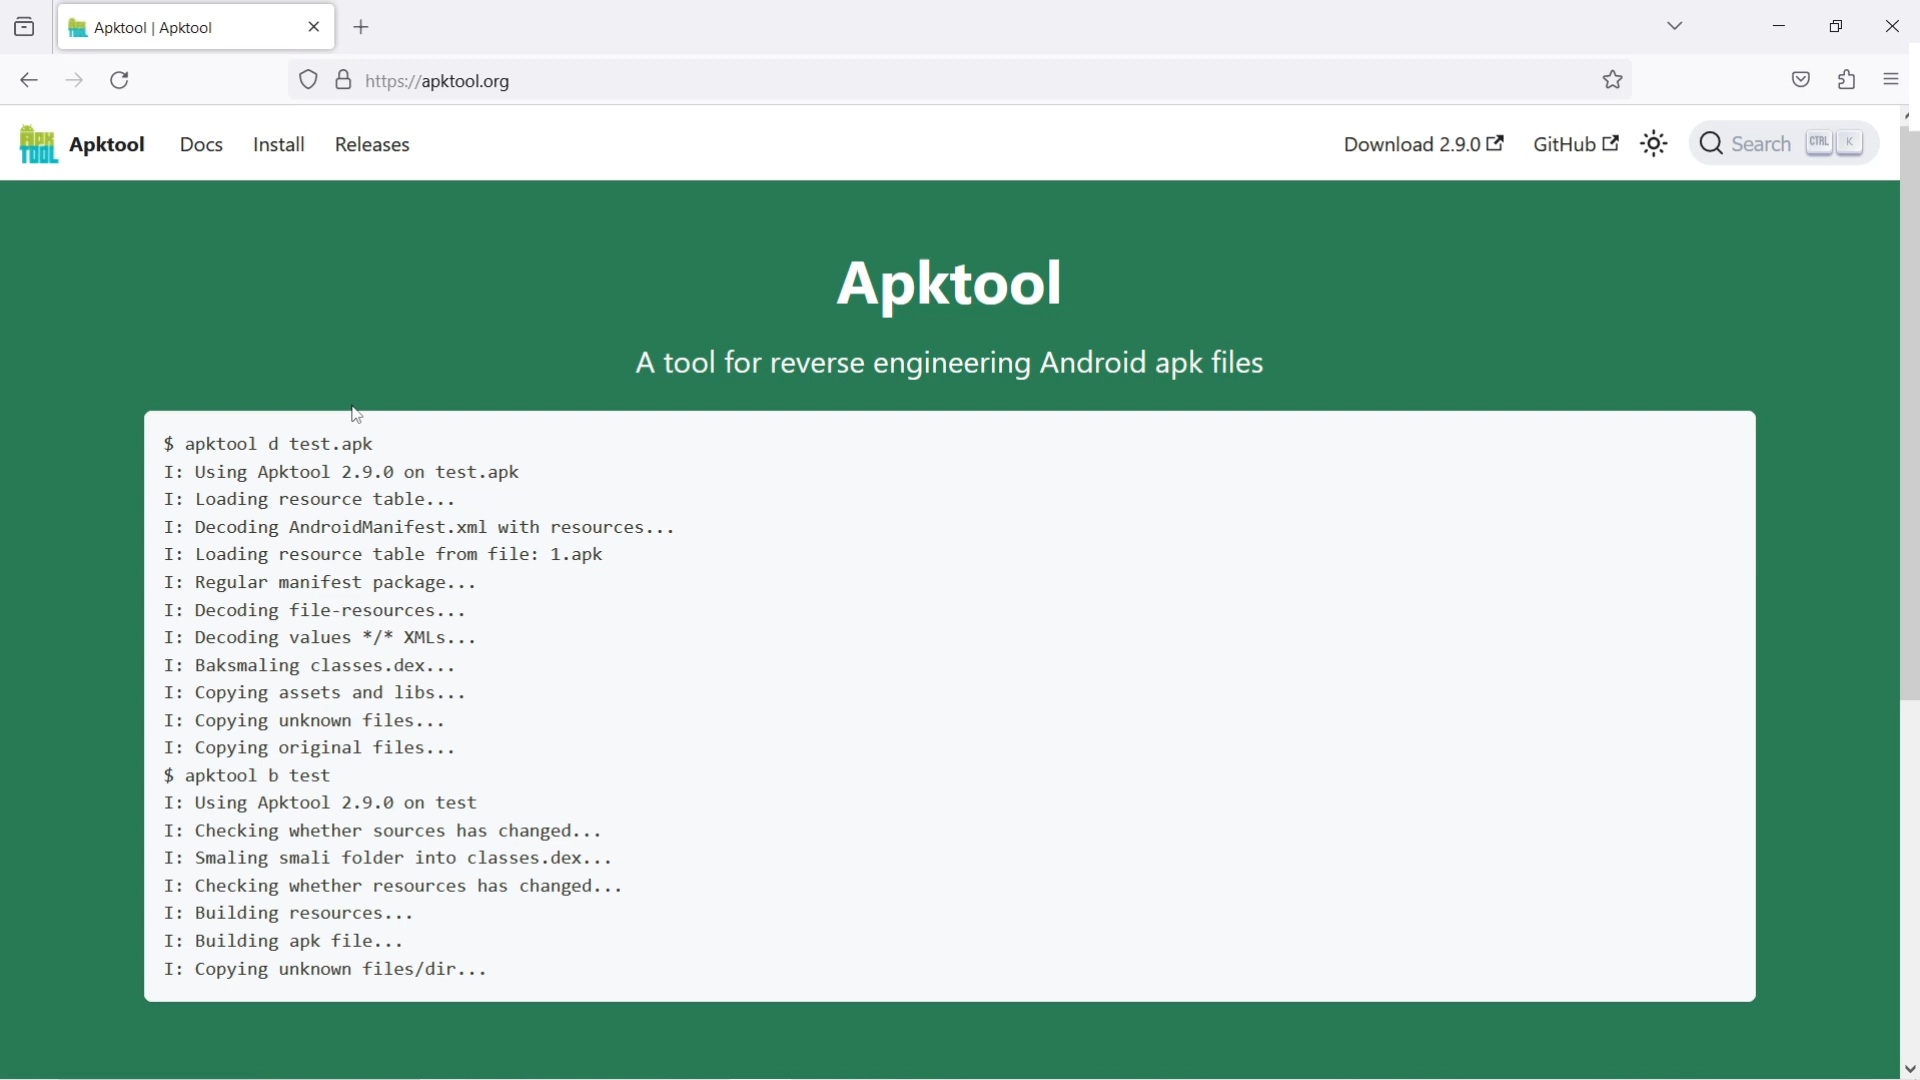 Apktool | Apktool
https://apktool.org
APK TOOL Apktool Docs Install Releases Download 2.9.0 GitHub Search CTRL K
Apktool
A tool for reverse engineering Android apk files
$ apktool d test.apk
I: Using Apktool 2.9.0 on test.apk
I: Loading resource table...
I: Decoding AndroidManifest.xml with resources...
I: Loading resource table from file: 1.apk
I: Regular manifest package...
I: Decoding file-resources...
I: Decoding values */* XMLs...
I: Baksmaling classes.dex...
I: Copying assets and libs...
I: Copying unknown files...
I: Copying original files...
$ apktool b test
I: Using Apktool 2.9.0 on test
I: Checking whether sources has changed...
I: Smaling smali folder into classes.dex...
I: Checking whether resources has changed...
I: Building resources...
I: Building apk file...
I: Copying unknown files/dir...